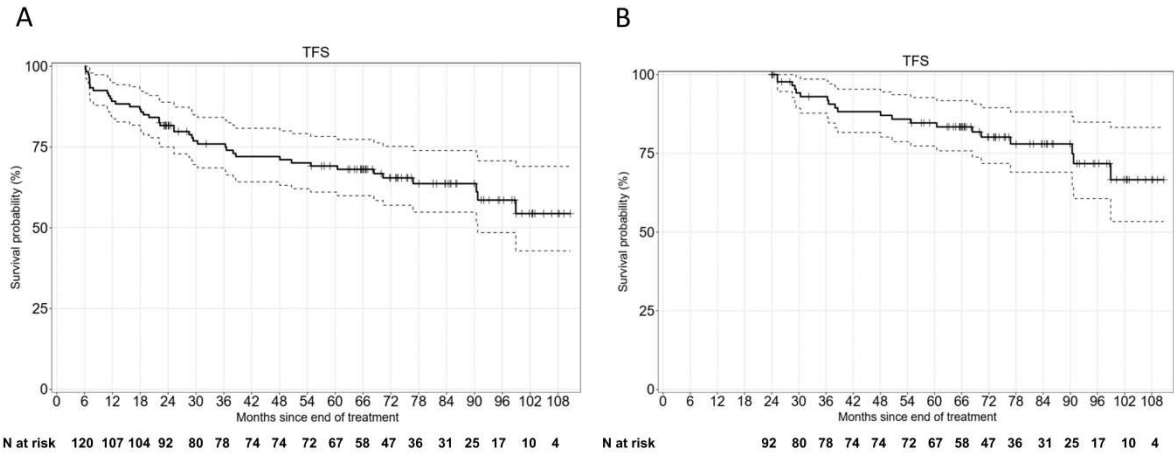 A
TFS
100
75
50
25
0
Survival probability (%)
0 6 12 18 24 30 36 42 48 54 60 66 72 78 84 90 96 102 108
Months since end of treatment
N at risk 120 107 104 92 80 78 74 74 72 67 58 47 36 31 25 17 10 4
B
TFS
100
75
50
25
0
Survival probability (%)
0 6 12 18 24 30 36 42 48 54 60 66 72 78 84 90 96 102 108
Months since end of treatment
N at risk 92 80 78 74 74 72 67 58 47 36 31 25 17 10 4